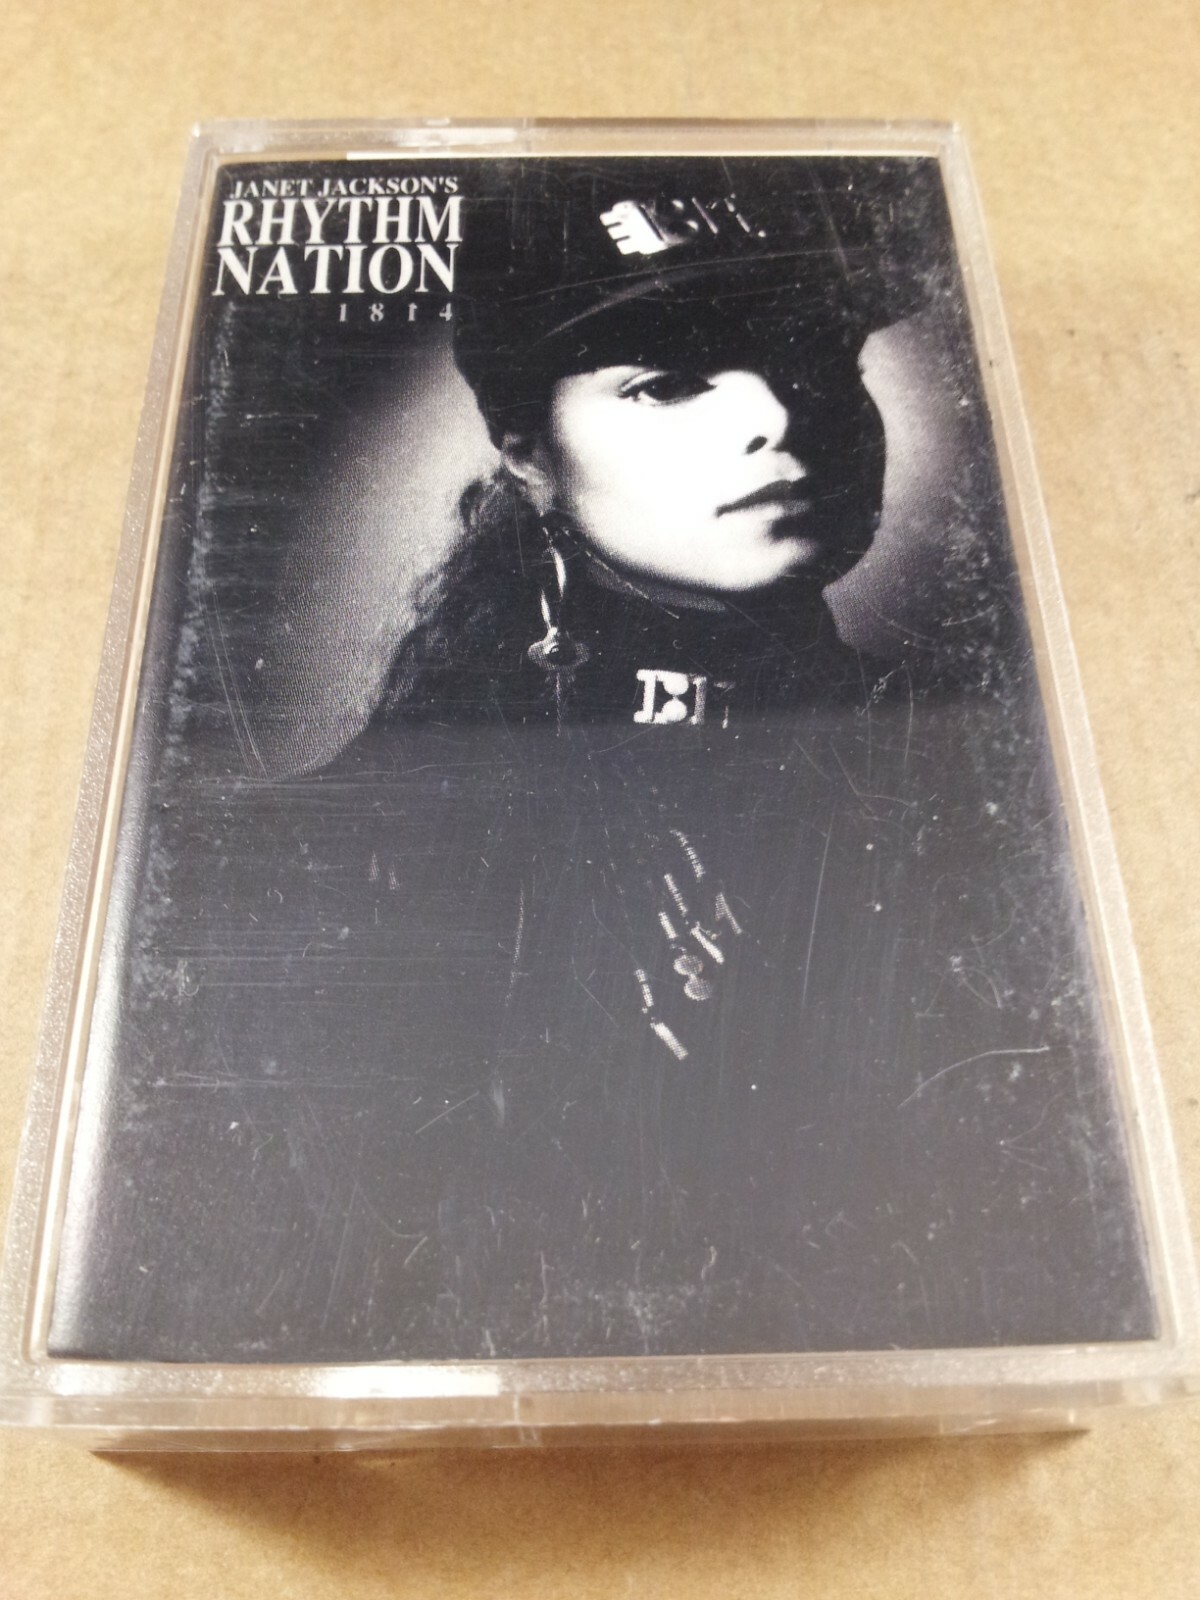 JANET JACKSON'S
RHYTHM
NATION
1814